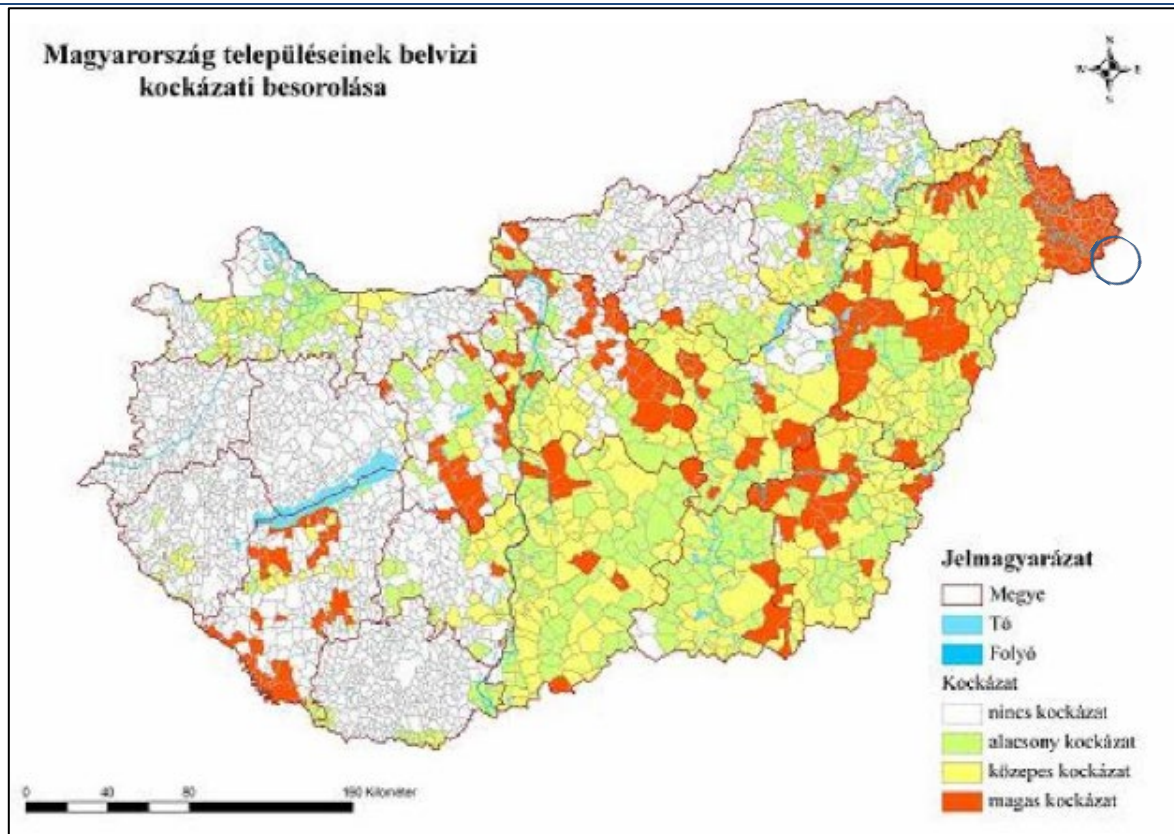 Magyarország településeinek belvizi
kockázati besorolása
N
W E
S
Jelmagyarázat
Megye
Tó
Folyó
Kockázat
nincs kockázat
alacsony kockázat
közepes kockázat
magas kockázat
0 40 80 160 Kilométer